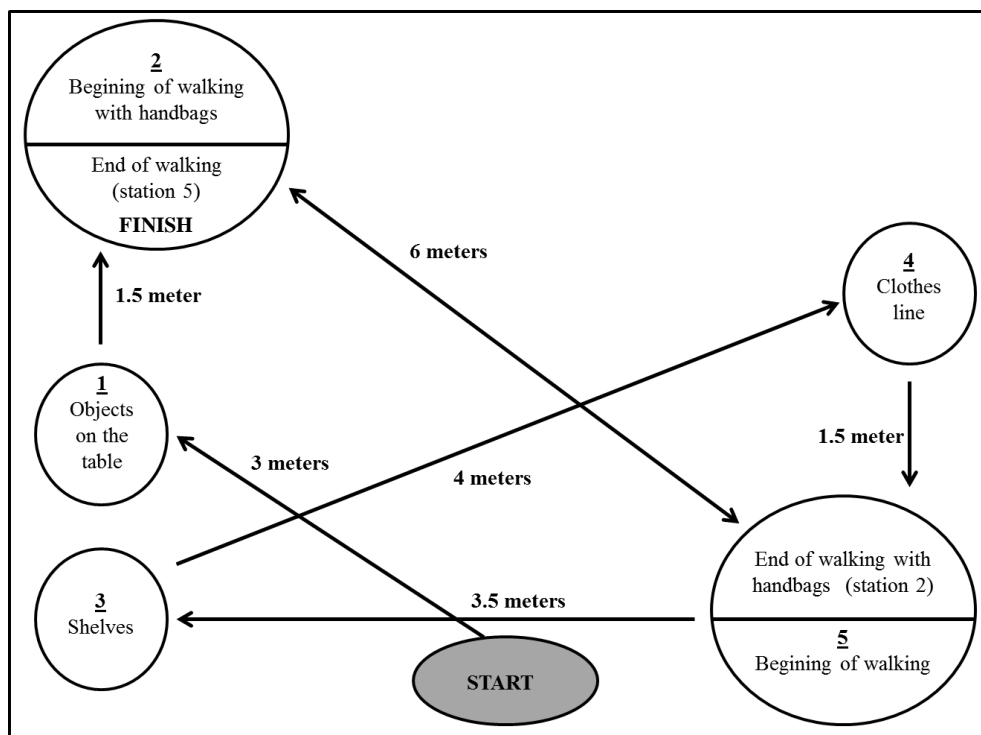 2
Begining of walking
with handbags
End of walking
(station 5)
FINISH
6 meters
4
Clothes
line
1.5 meter
1
Objects
on the
table
3 meters
4 meters
1.5 meter
End of walking with
handbags (station 2)
5
Begining of walking
3
Shelves
3.5 meters
START